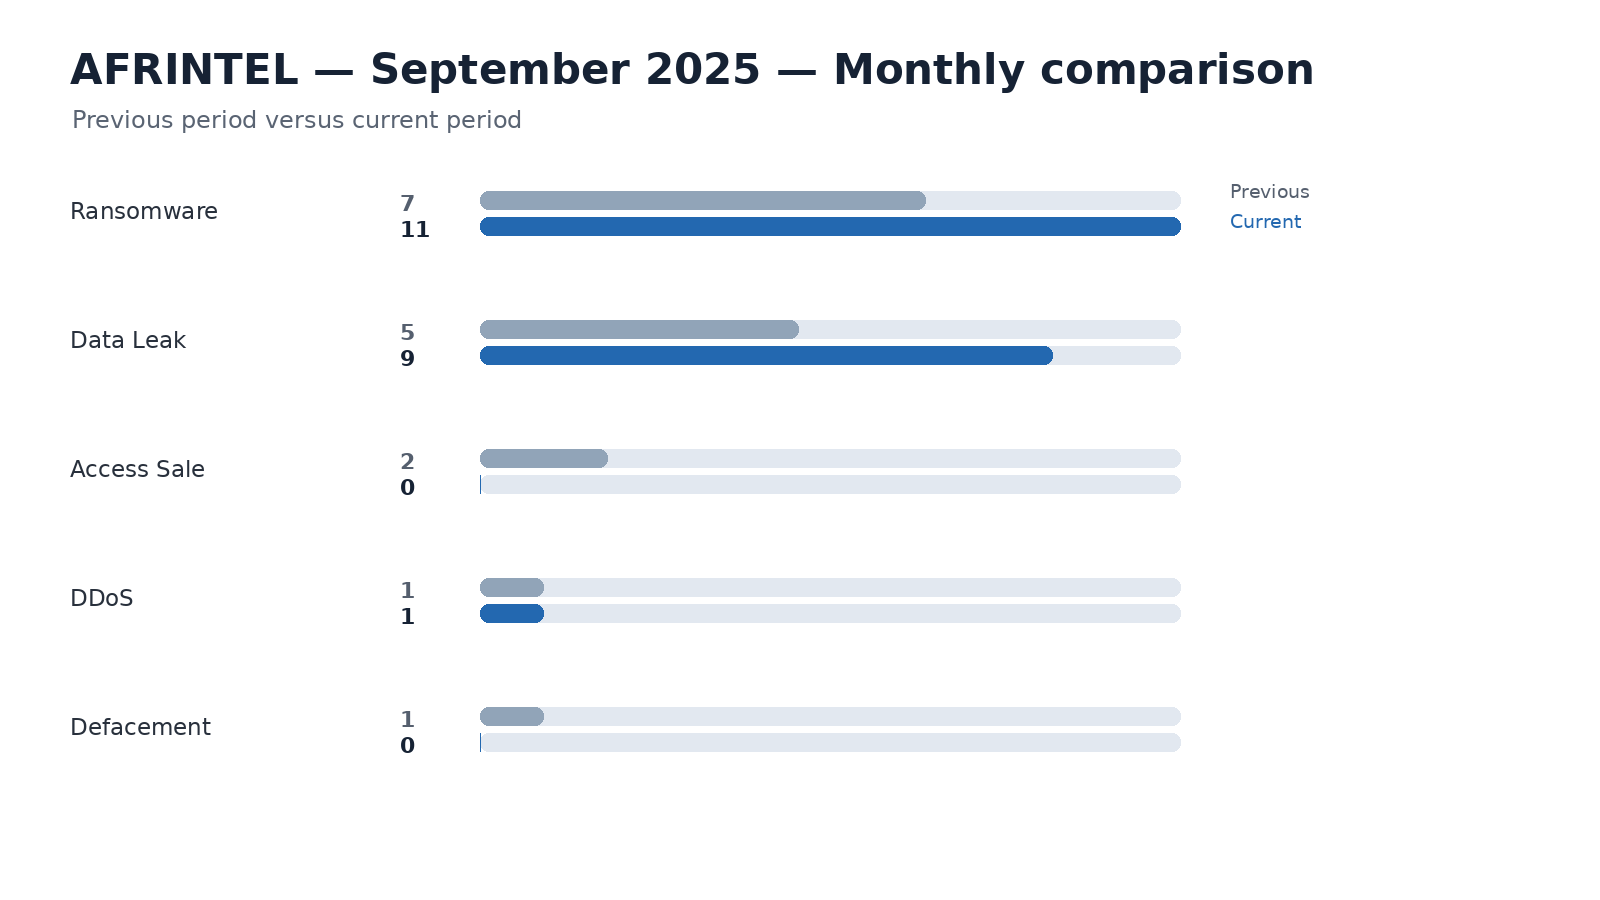 AFRINTEL — September 2025 — Monthly comparison
Previous period versus current period
Ransomware
7
11
Previous
Current
Data Leak
5
9
Access Sale
2
0
DDoS
1
1
Defacement
1
0